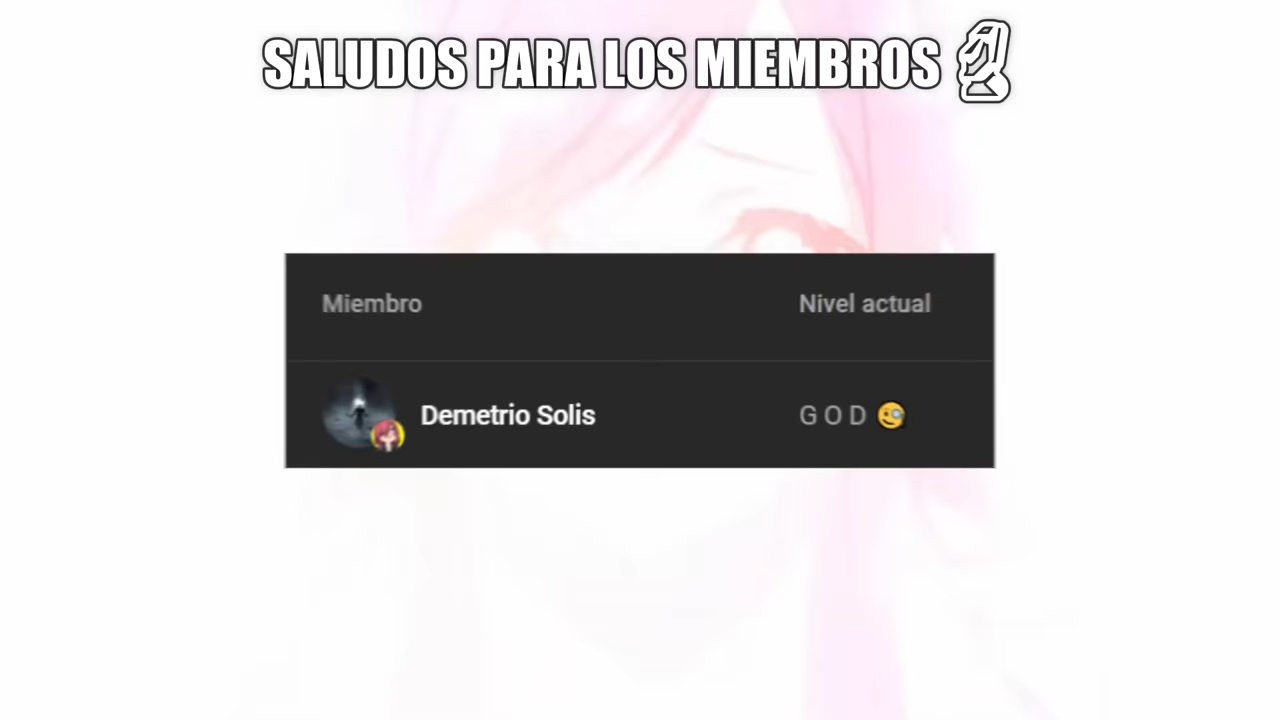 SALUDOS PARA LOS MIEMBROS 🗿
Miembro Nivel actual
Demetrio Solis G O D 🧐